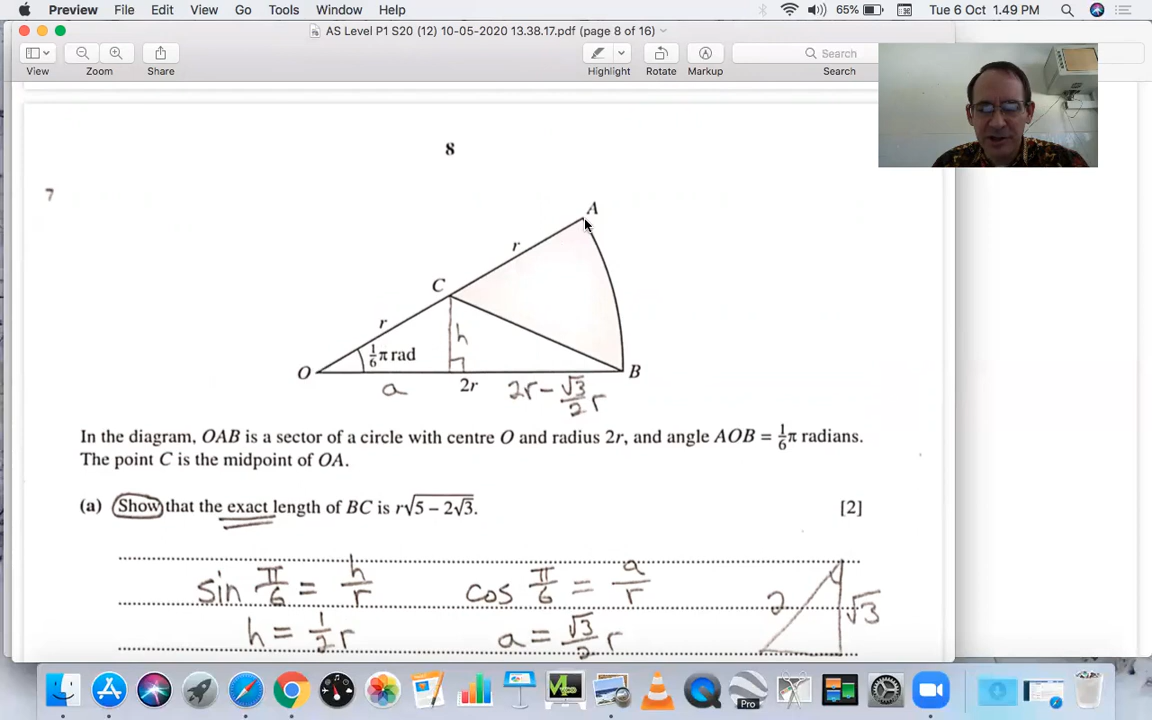 Preview File Edit View Go Tools Window Help 65% Tue 6 Oct 1.49 PM
AS Level P1 S20 (12) 10-05-2020 13.38.17.pdf (page 8 of 16)
View Zoom Share Highlight Rotate Markup Search
Search
8
7
A
r
C
r
h
1/6 π rad
O
B
a
2r
2r - √3/2 r
In the diagram, OAB is a sector of a circle with centre O and radius 2r, and angle AOB = 1/6 π radians.
The point C is the midpoint of OA.
(a) Show that the exact length of BC is r√(5 – 2√3). [2]
sin π/6 = h/r cos π/6 = a/r
2 √3
h = 1/2 r a = √3/2 r
Pro